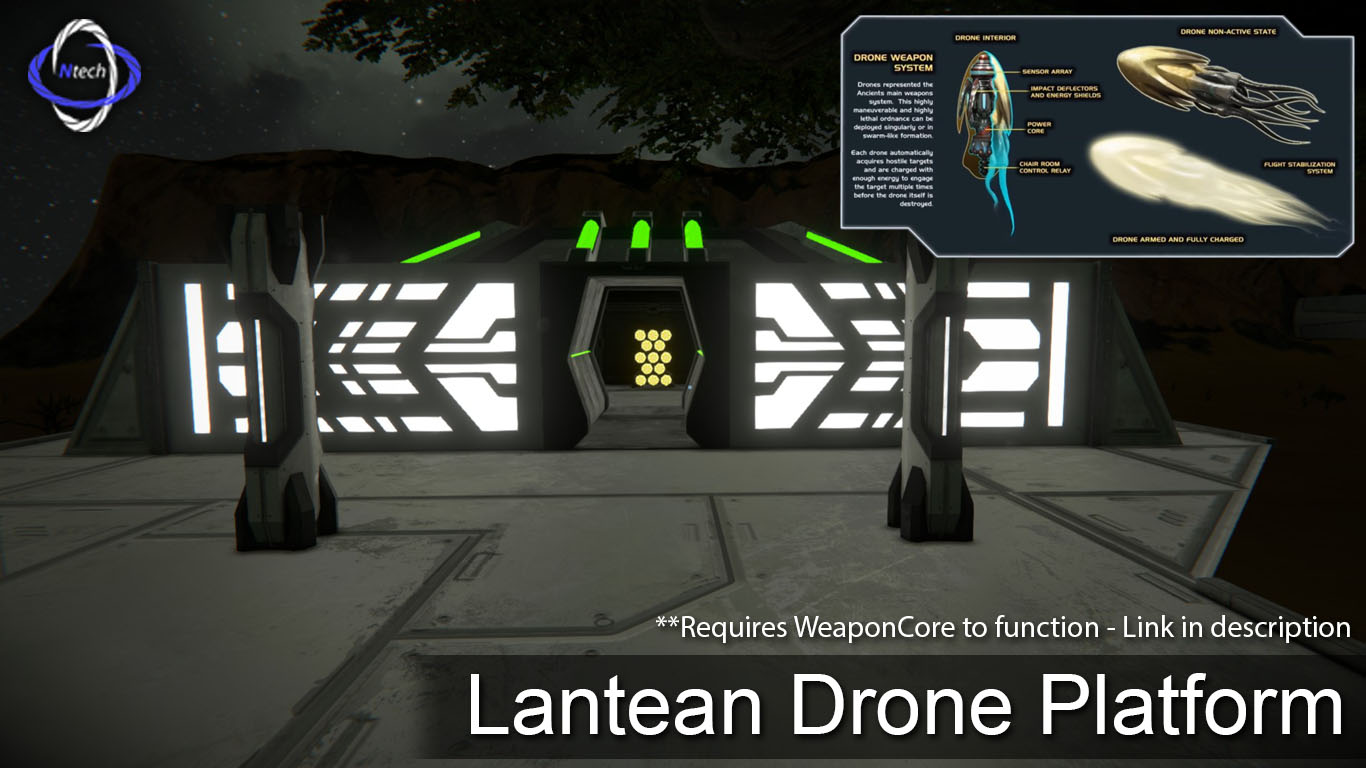 Ntech
DRONE WEAPON
SYSTEM
Drones represented the
Ancients main weapons
system. This highly
maneuverable and highly
lethal ordnance can be
deployed singularly or in
swarm-like formation.
Each drone automatically
acquires hostile targets
and are charged with
enough energy to engage
the target multiple times
before the drone itself is
destroyed.
DRONE INTERIOR
SENSOR ARRAY
IMPACT DEFLECTORS
AND ENERGY SHIELDS
POWER
CORE
CHAIR ROOM
CONTROL RELAY
DRONE NON-ACTIVE STATE
FLIGHT STABILIZATION
SYSTEM
DRONE ARMED AND FULLY CHARGED
**Requires WeaponCore to function - Link in description
Lantean Drone Platform